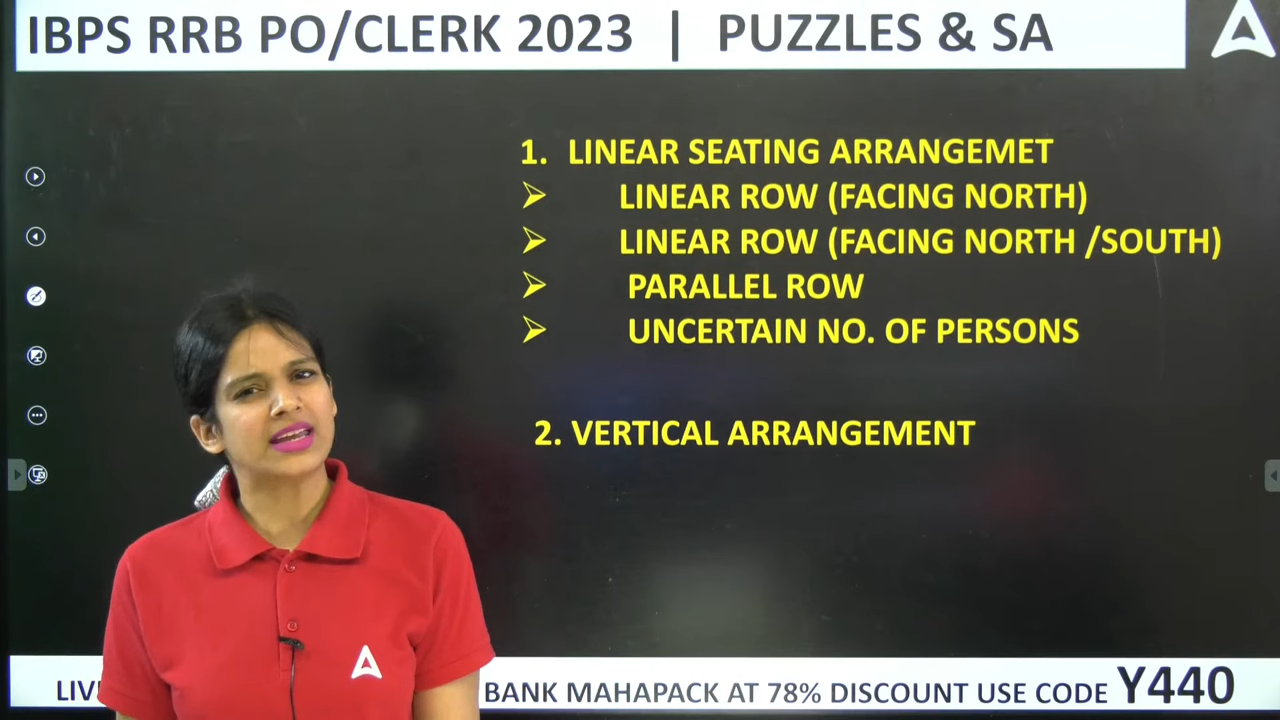 IBPS RRB PO/CLERK 2023 | PUZZLES & SA
1. LINEAR SEATING ARRANGEMET
➢ LINEAR ROW (FACING NORTH)
➢ LINEAR ROW (FACING NORTH /SOUTH)
➢ PARALLEL ROW
➢ UNCERTAIN NO. OF PERSONS
2. VERTICAL ARRANGEMENT
BANK MAHAPACK AT 78% DISCOUNT USE CODE Y440